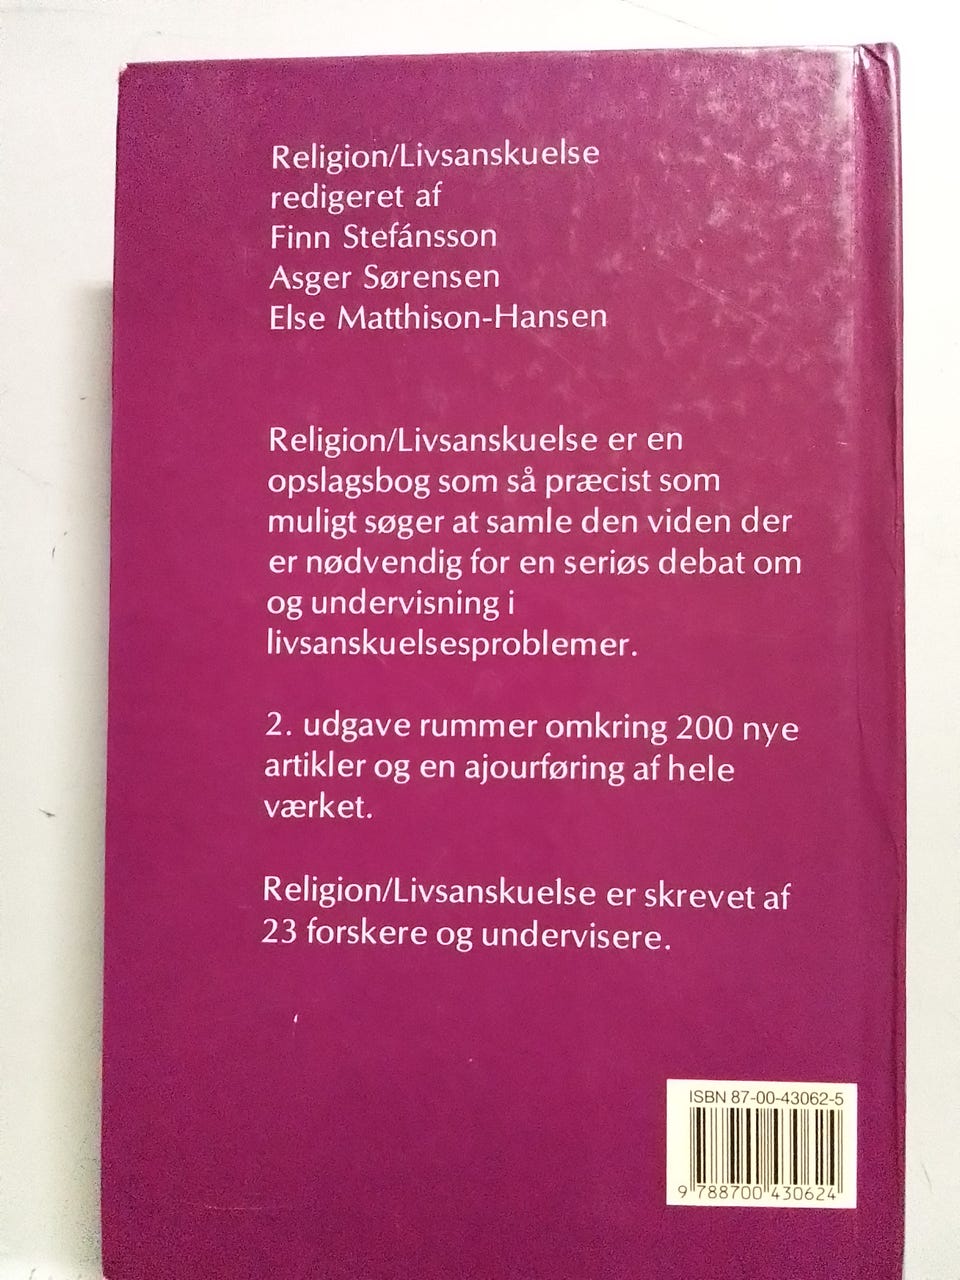 Religion/Livsanskuelse
redigeret af
Finn Stefánsson
Asger Sørensen
Else Matthison-Hansen
Religion/Livsanskuelse er en
opslagsbog som så præcist som
muligt søger at samle den viden der
er nødvendig for en seriøs debat om
og undervisning i
livsanskuelsesproblemer.
2. udgave rummer omkring 200 nye
artikler og en ajourføring af hele
værket.
Religion/Livsanskuelse er skrevet af
23 forskere og undervisere.
ISBN 87-00-43062-5
9 788700 430624